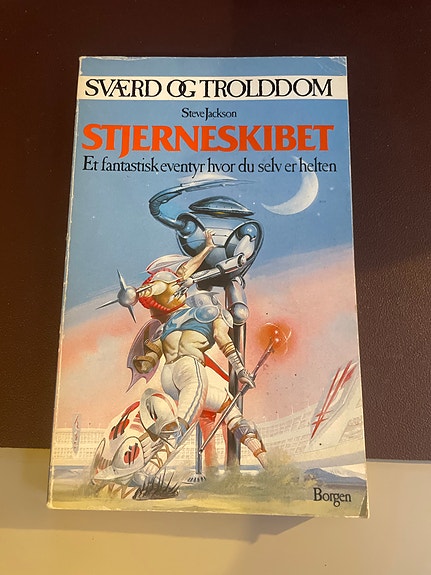 SVÆRD OG TROLDDOM
Steve Jackson
STJERNESKIBET
Et fantastisk eventyr hvor du selv er helten
Borgen